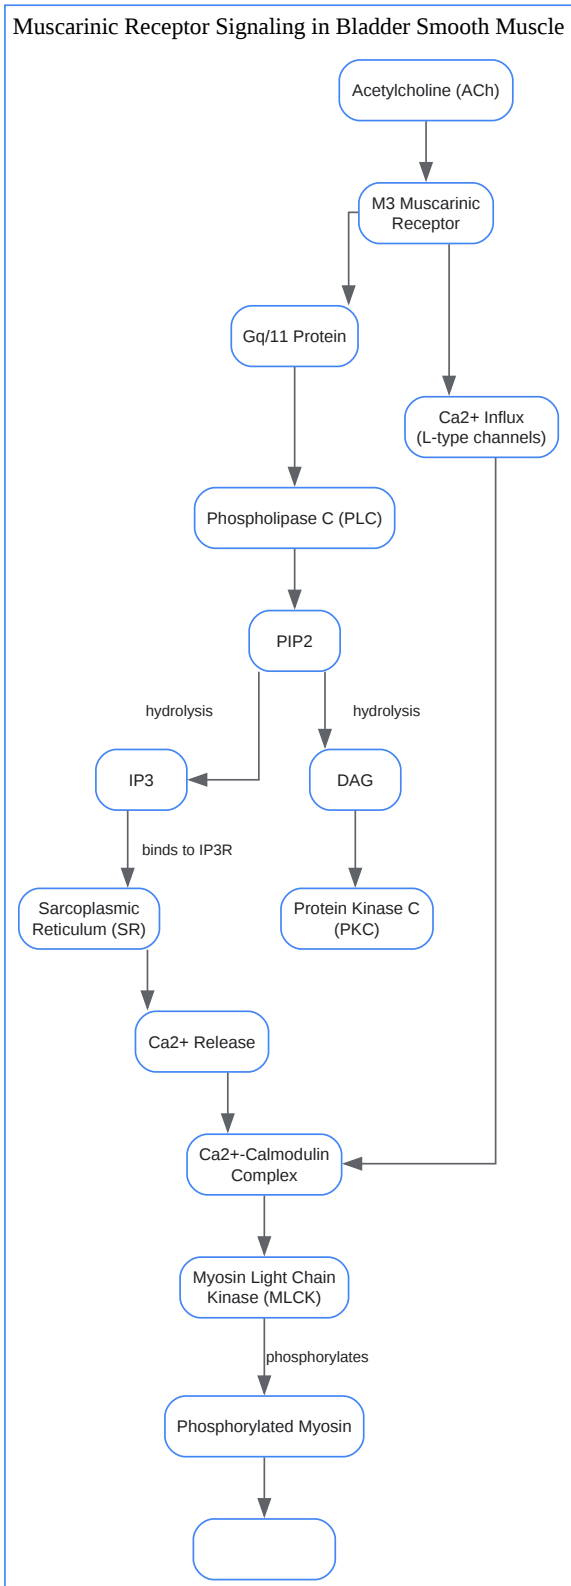 Muscarinic Receptor Signaling in Bladder Smooth Muscle
Acetylcholine (ACh)
M3 Muscarinic
Receptor
Gq/11 Protein
Ca2+ Influx
(L-type channels)
Phospholipase C (PLC)
PIP2
hydrolysis
hydrolysis
IP3
DAG
binds to IP3R
Sarcoplasmic
Reticulum (SR)
Protein Kinase C
(PKC)
Ca2+ Release
Ca2+-Calmodulin
Complex
Myosin Light Chain
Kinase (MLCK)
phosphorylates
Phosphorylated Myosin